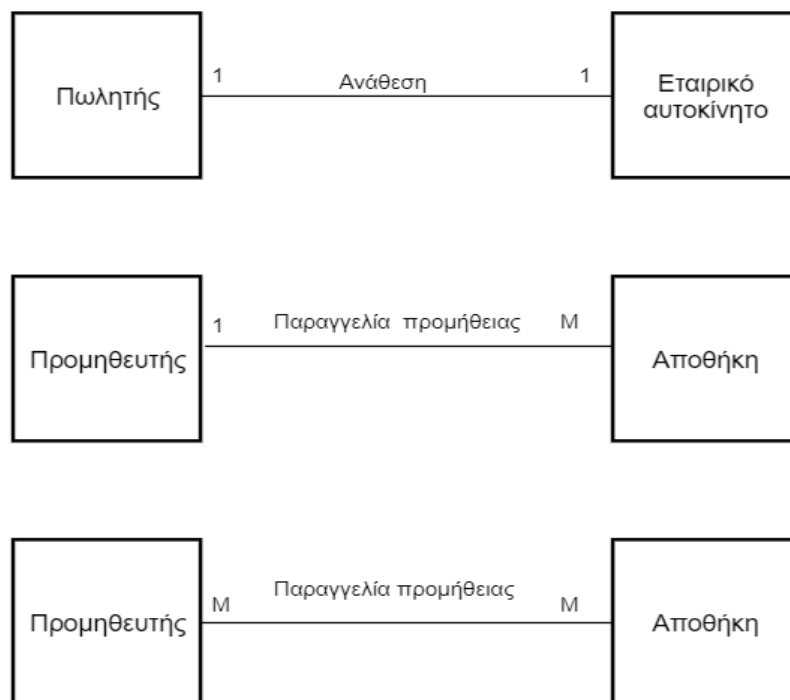 Πωλητής
1
Ανάθεση
1
Εταιρικό
αυτοκίνητο
Προμηθευτής
1
Παραγγελία προμήθειας
M
Αποθήκη
Προμηθευτής
M
Παραγγελία προμήθειας
M
Αποθήκη